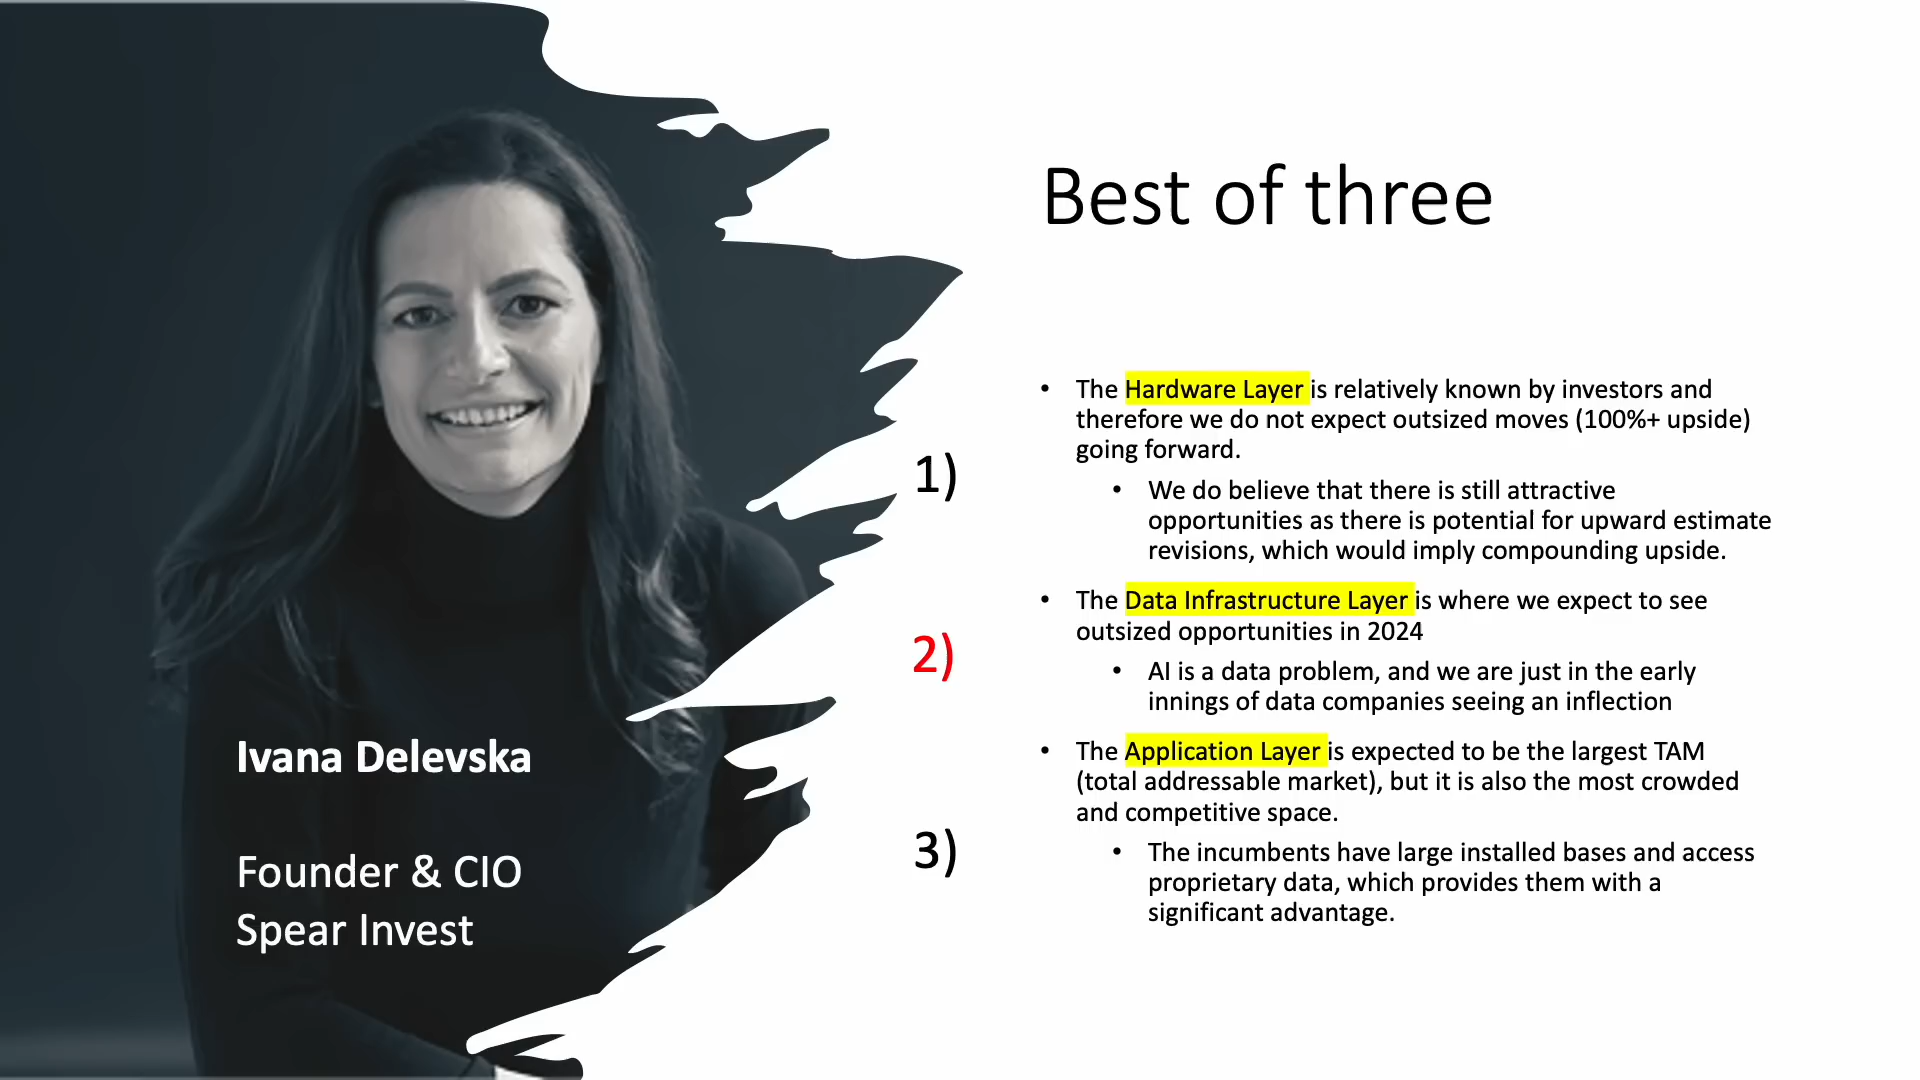 Best of three
1)
• The Hardware Layer is relatively known by investors and
therefore we do not expect outsized moves (100%+ upside)
going forward.
• We do believe that there is still attractive
opportunities as there is potential for upward estimate
revisions, which would imply compounding upside.
2)
• The Data Infrastructure Layer is where we expect to see
outsized opportunities in 2024
• AI is a data problem, and we are just in the early
innings of data companies seeing an inflection
3)
• The Application Layer is expected to be the largest TAM
(total addressable market), but it is also the most crowded
and competitive space.
• The incumbents have large installed bases and access
proprietary data, which provides them with a
significant advantage.
Ivana Delevska
Founder & CIO
Spear Invest